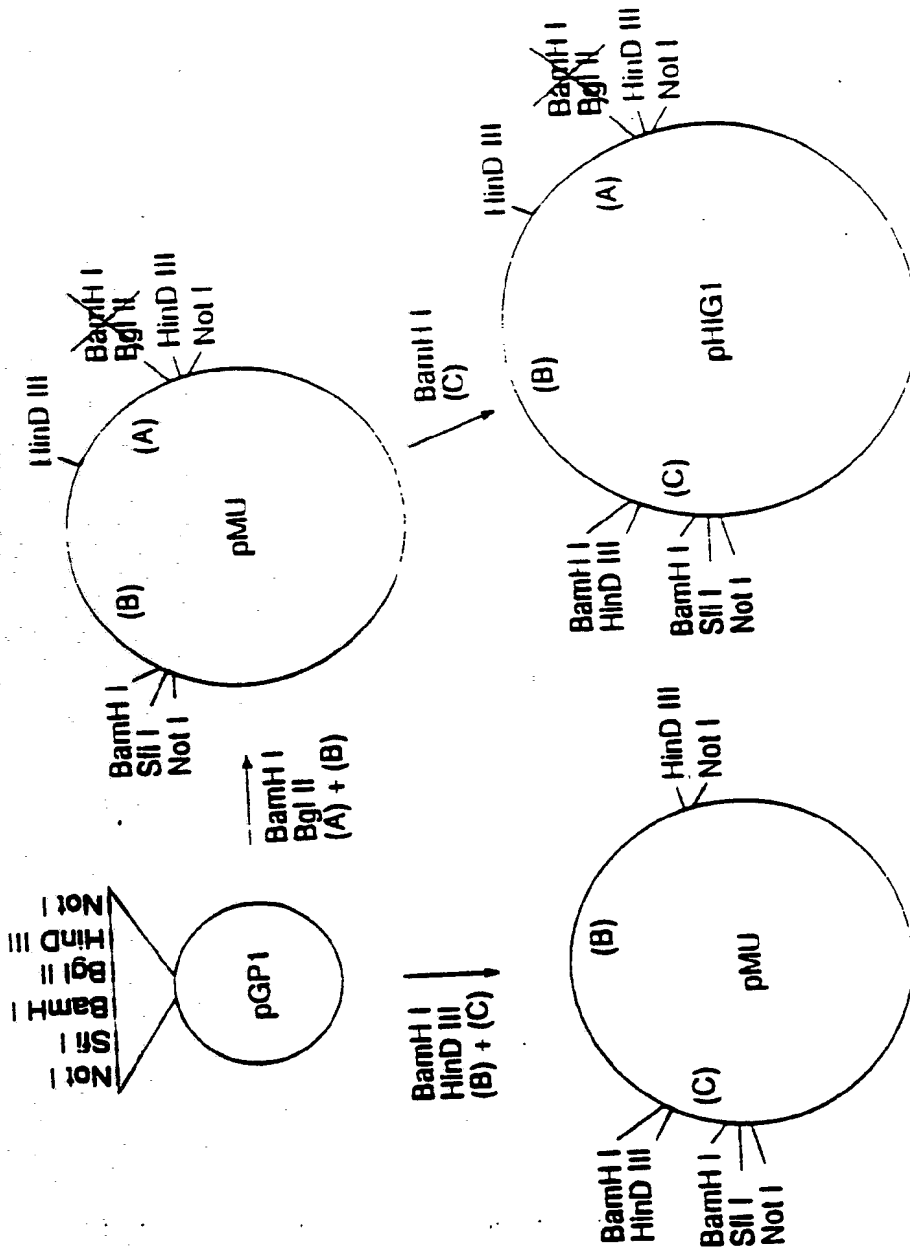 Not I
Sfi I
BamH I
Bgl II
HinD III
Not I
pGP1
BamH I
Bgl II
(A) + (B)
BamH I
Sfi I
Not I
(B)
pMU
(A)
HinD III
BamH I
Bgl II
HinD III
Not I
BamH I
HinD III
(B) + (C)
BamH I
HinD III
(C)
BamH I
Sfi I
Not I
(B)
pMU
HinD III
Not I
BamH I
(C)
BamH I
HinD III
(C)
BamH I
Sfi I
Not I
(B)
pHIG1
(A)
HinD III
BamH I
Bgl II
HinD III
Not I